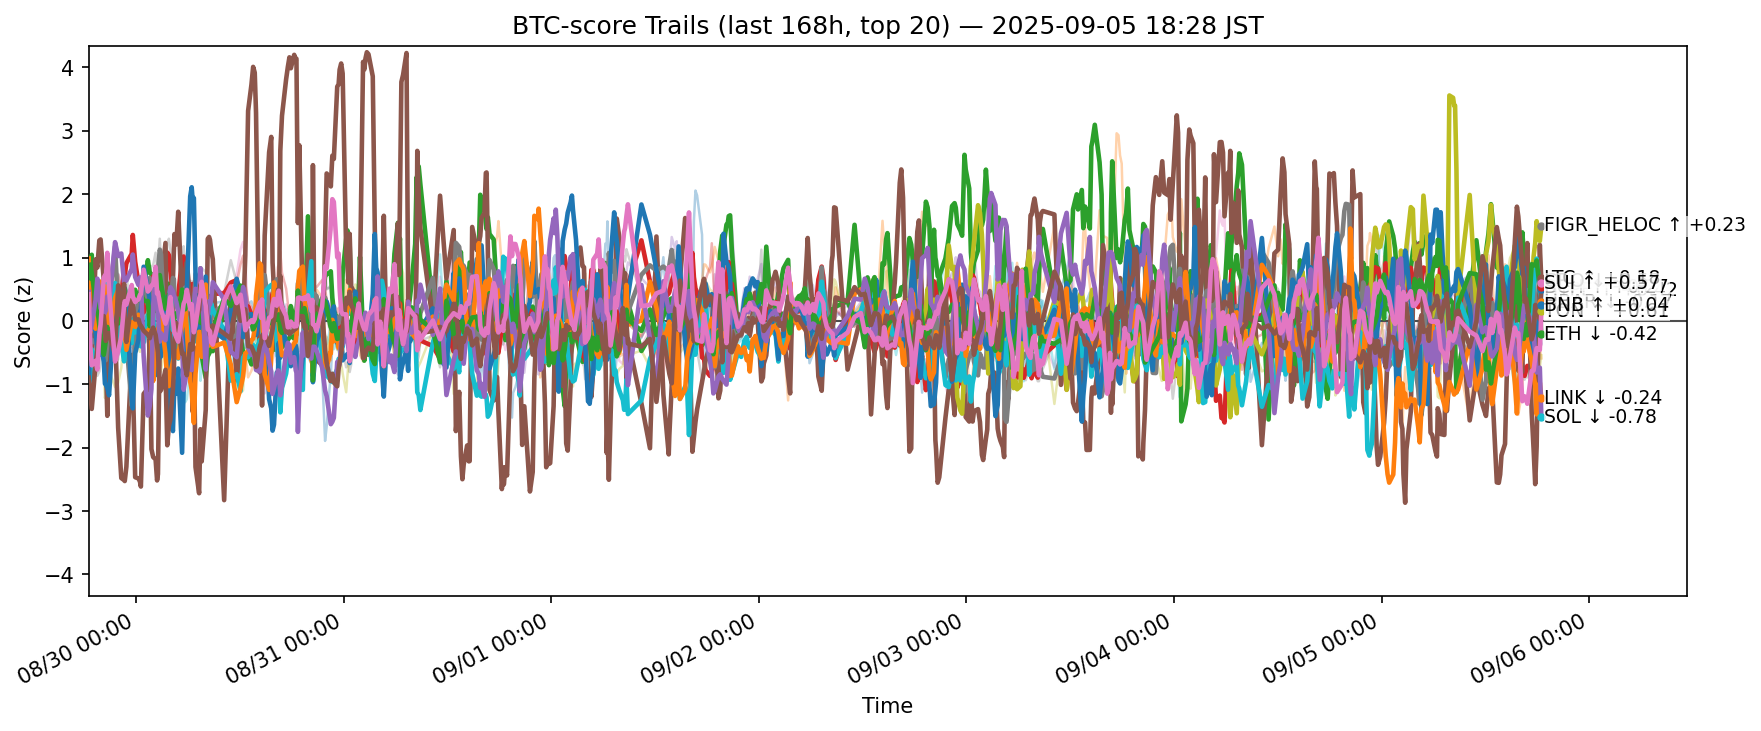 BTC-score Trails (last 168h, top 20) — 2025-09-05 18:28 JST
Score (z)
4
3
2
1
0
−1
−2
−3
−4
FIGR_HELOC ↑ +0.23
SUI ↑ +0.57
BNB ↑ +0.04
TON ↑ +0.01
ETH ↓ -0.42
LINK ↓ -0.24
SOL ↓ -0.78
08/30 00:00
08/31 00:00
09/01 00:00
09/02 00:00
09/03 00:00
09/04 00:00
09/05 00:00
09/06 00:00
Time